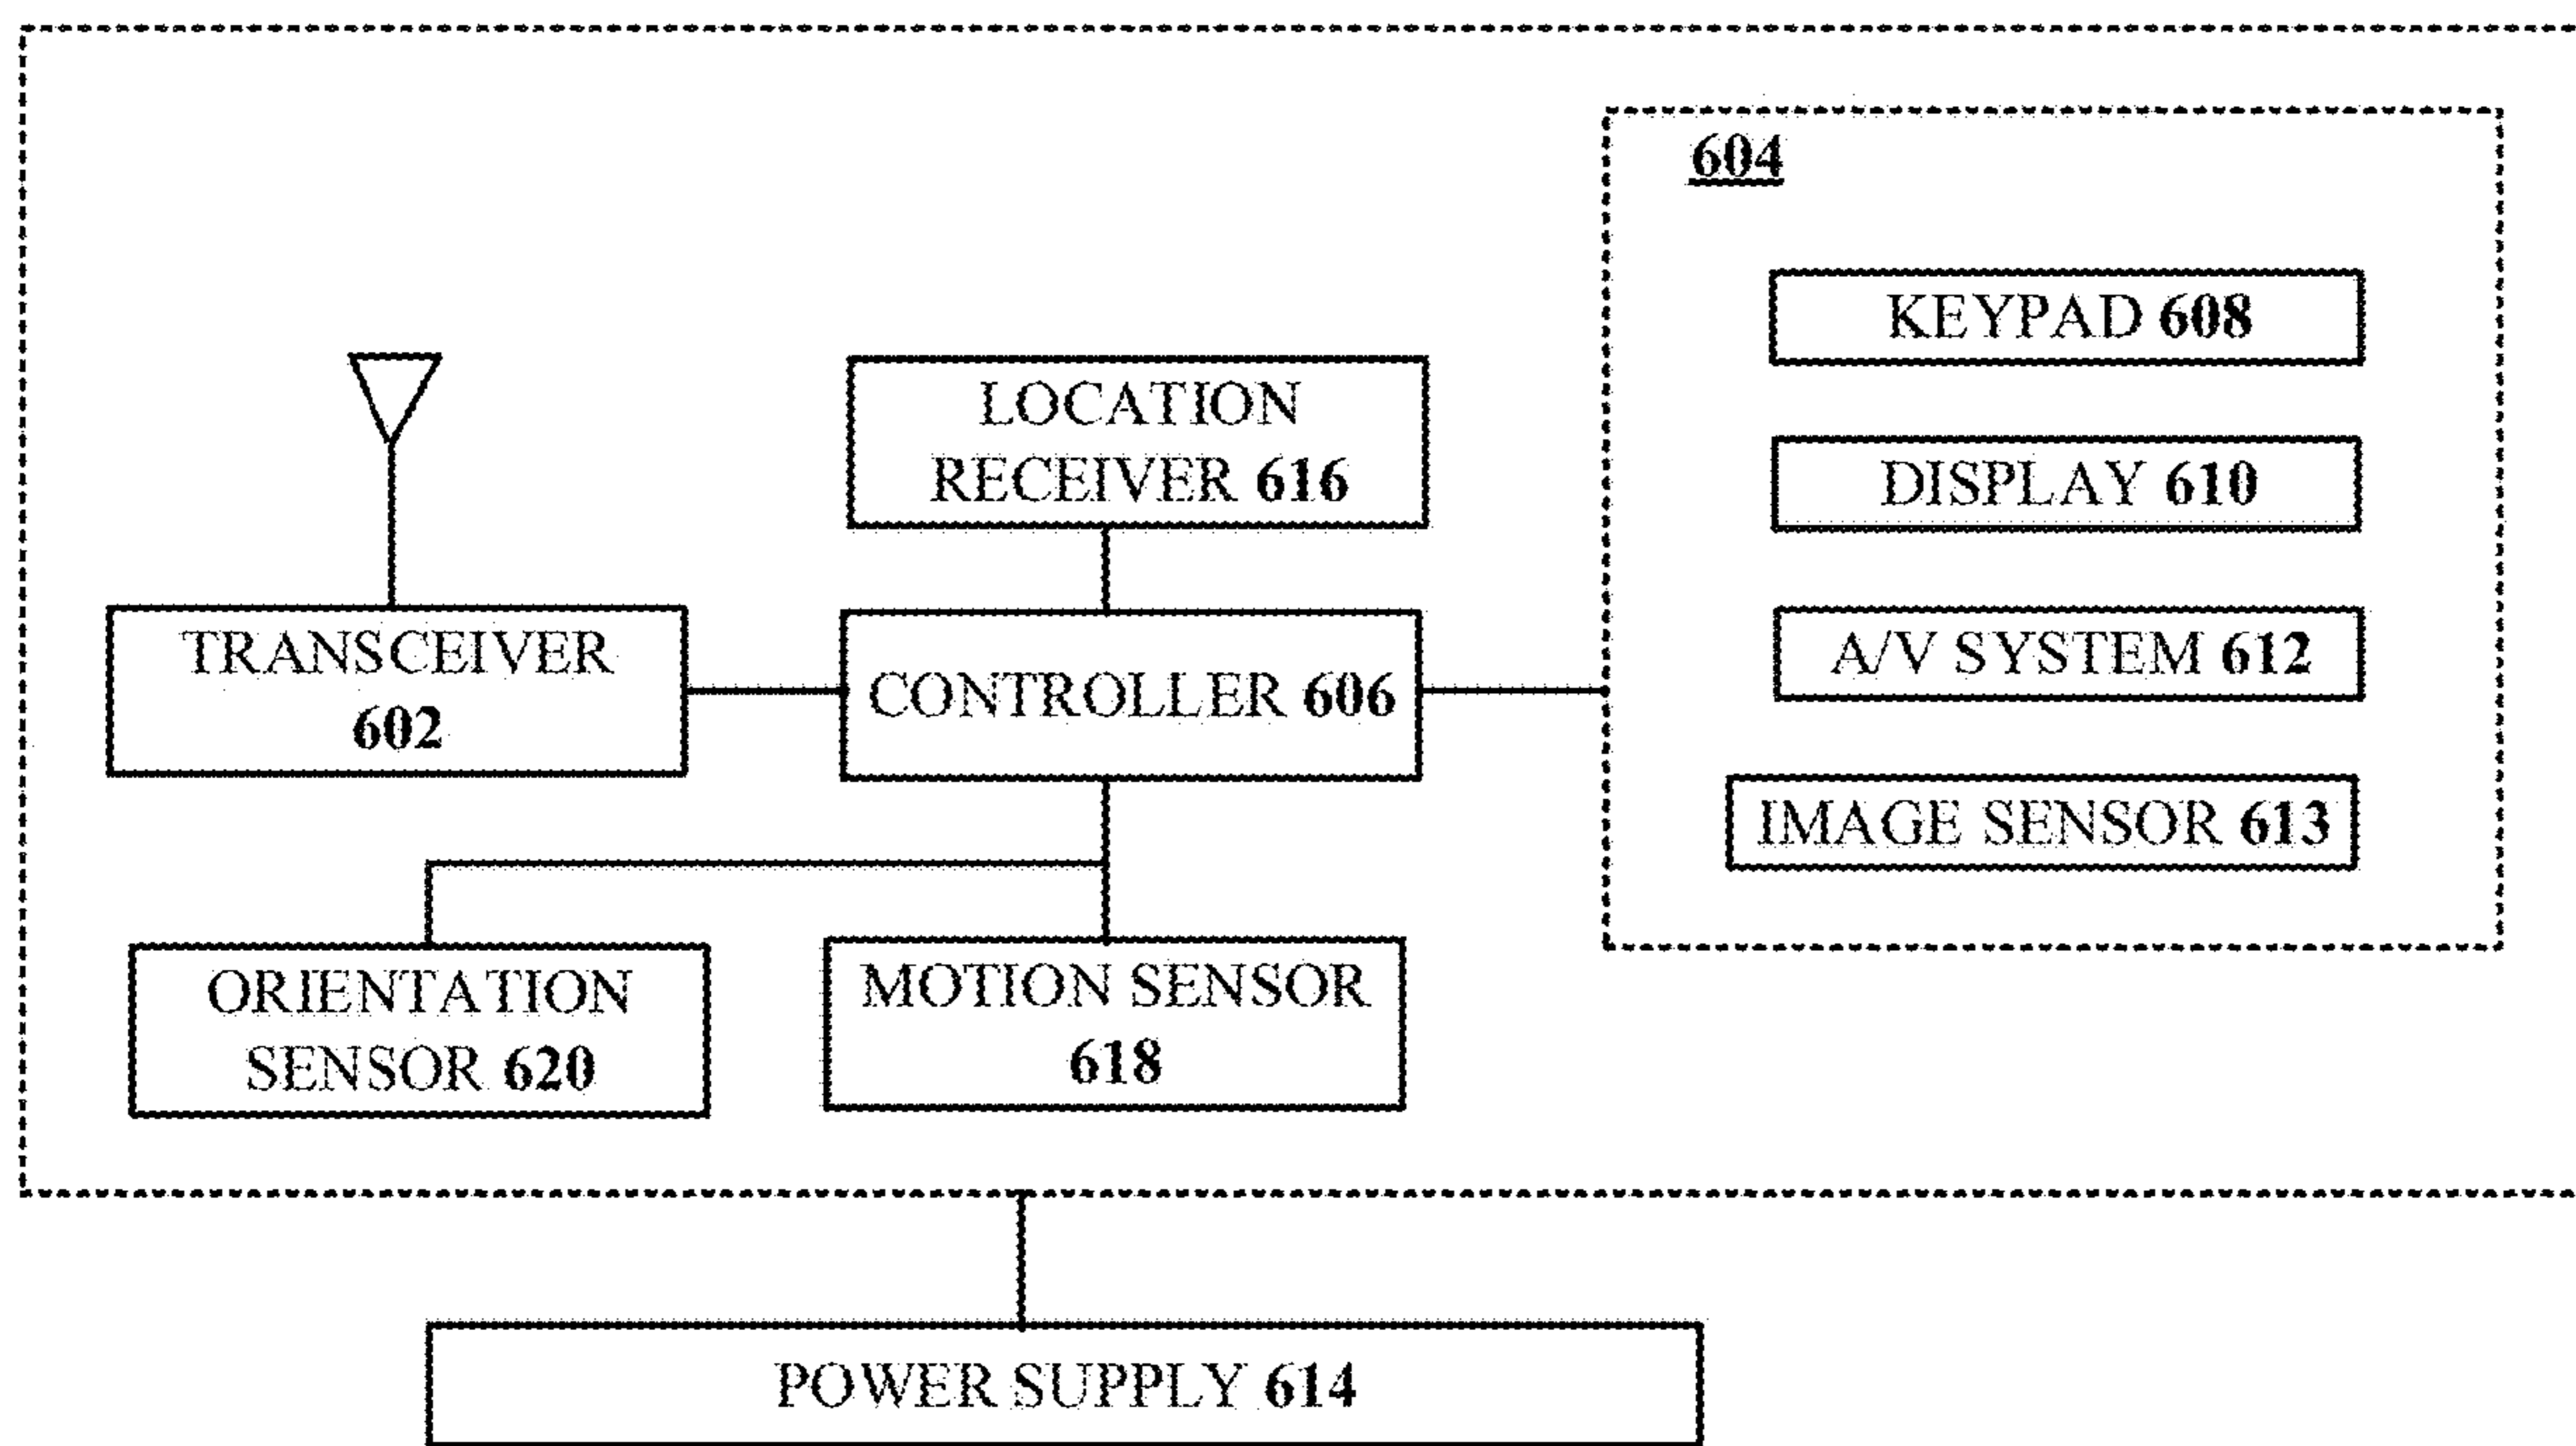 604
KEYPAD 608
DISPLAY 610
A/V SYSTEM 612
IMAGE SENSOR 613
LOCATION
RECEIVER 616
TRANSCEIVER
602
CONTROLLER 606
ORIENTATION
SENSOR 620
MOTION SENSOR
618
POWER SUPPLY 614